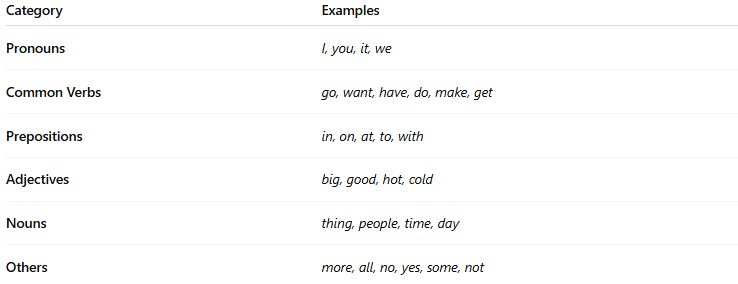 Category Examples
Pronouns I, you, it, we
Common Verbs go, want, have, do, make, get
Prepositions in, on, at, to, with
Adjectives big, good, hot, cold
Nouns thing, people, time, day
Others more, all, no, yes, some, not